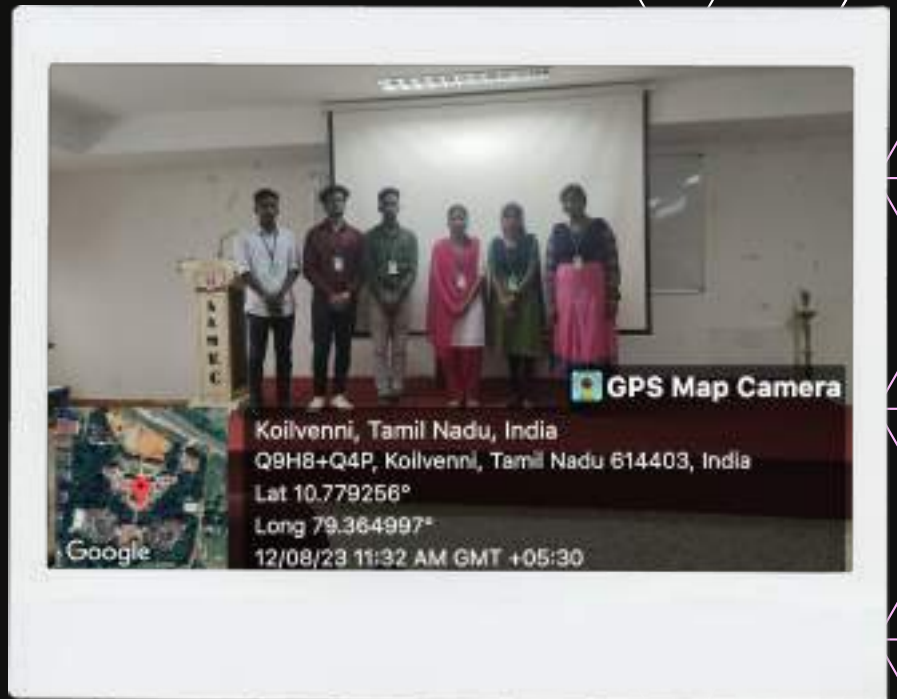 GPS Map Camera
Koilvenni, Tamil Nadu, India
Q9H8+Q4P, Koilvenni, Tamil Nadu 614403, India
Lat 10.779256°
Long 79.364997°
12/08/23 11:32 AM GMT +05:30
Google